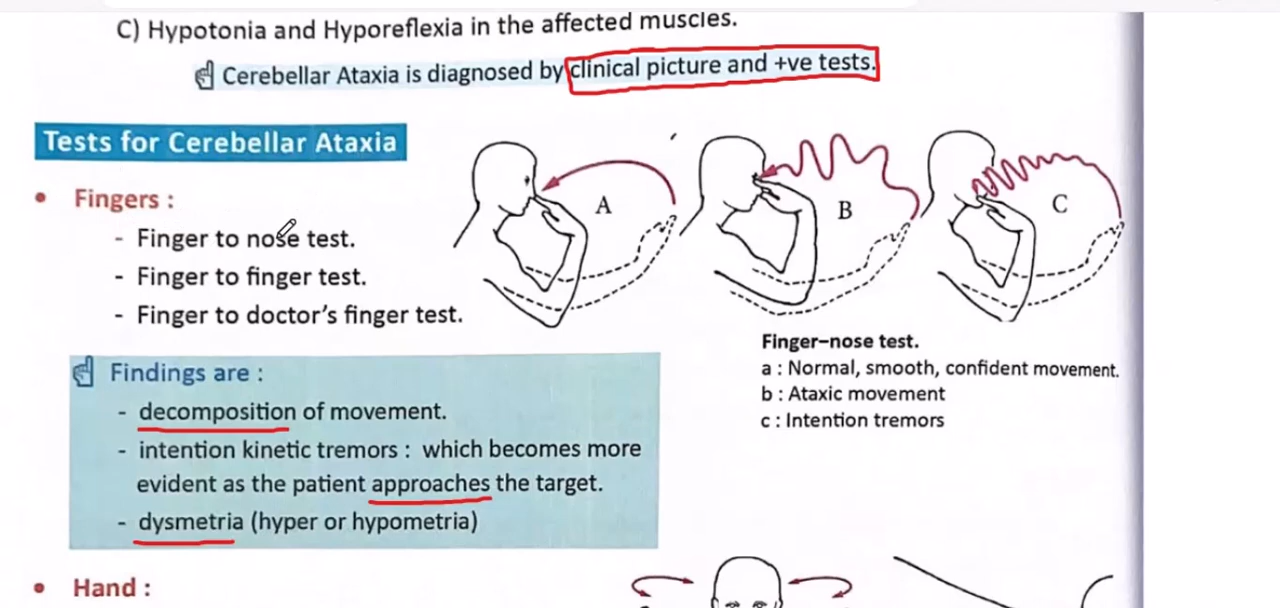 C) Hypotonia and Hyporeflexia in the affected muscles.
Cerebellar Ataxia is diagnosed by clinical picture and +ve tests.
Tests for Cerebellar Ataxia
• Fingers :
- Finger to nose test.
- Finger to finger test.
- Finger to doctor's finger test.
A
B
C
Finger–nose test.
a : Normal, smooth, confident movement.
b : Ataxic movement
c : Intention tremors
Findings are :
- decomposition of movement.
- intention kinetic tremors : which becomes more
evident as the patient approaches the target.
- dysmetria (hyper or hypometria)
• Hand :